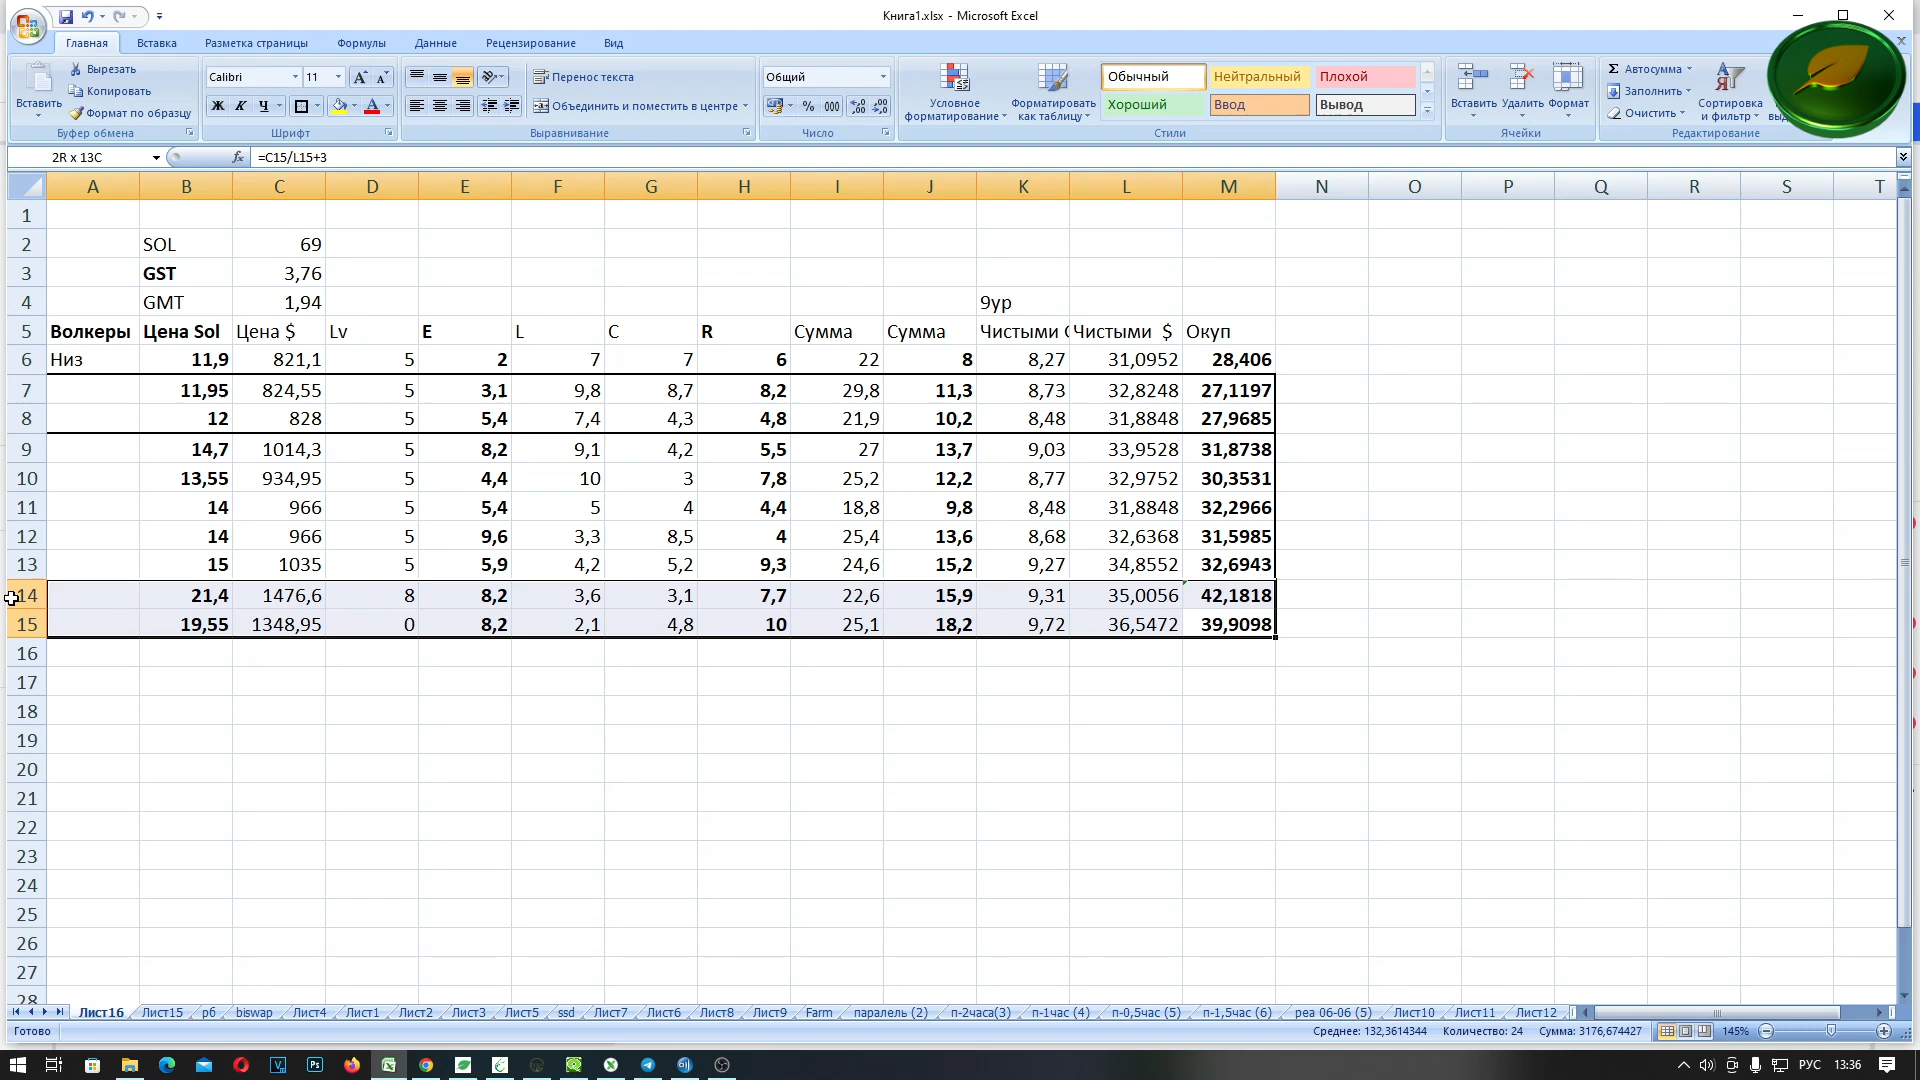 Книга1.xlsx - Microsoft Excel
Главная Вставка Разметка страницы Формулы Данные Рецензирование Вид
Вставить
Вырезать
Копировать
Формат по образцу
Буфер обмена
Calibri 11
Ж К Ч
Шрифт
Перенос текста
Объединить и поместить в центре
Выравнивание
Общий
% 000
Число
Условное форматирование
Форматировать как таблицу
Обычный Нейтральный Плохой
Хороший Ввод Вывод
Стили
Вставить Удалить Формат
Ячейки
Σ Автосумма
Заполнить
Очистить
Сортировка и фильтр
Редактирование
2R x 13C fx =C15/L15+3
A B C D E F G H I J K L M N O P Q R S T
1
2 SOL 69
3 GST 3,76
4 GMT 1,94 9ур
5 Волкеры Цена Sol Цена $ Lv E L C R Сумма Сумма Чистыми Чистыми $ Окуп
6 Низ 11,9 821,1 5 2 7 7 6 22 8 8,27 31,0952 28,406
7 11,95 824,55 5 3,1 9,8 8,7 8,2 29,8 11,3 8,73 32,8248 27,1197
8 12 828 5 5,4 7,4 4,3 4,8 21,9 10,2 8,48 31,8848 27,9685
9 14,7 1014,3 5 8,2 9,1 4,2 5,5 27 13,7 9,03 33,9528 31,8738
10 13,55 934,95 5 4,4 10 3 7,8 25,2 12,2 8,77 32,9752 30,3531
11 14 966 5 5,4 5 4 4,4 18,8 9,8 8,48 31,8848 32,2966
12 14 966 5 9,6 3,3 8,5 4 25,4 13,6 8,68 32,6368 31,5985
13 15 1035 5 5,9 4,2 5,2 9,3 24,6 15,2 9,27 34,8552 32,6943
14 21,4 1476,6 8 8,2 3,6 3,1 7,7 22,6 15,9 9,31 35,0056 42,1818
15 19,55 1348,95 0 8,2 2,1 4,8 10 25,1 18,2 9,72 36,5472 39,9098
16
17
18
19
20
21
22
23
24
25
26
27
28
Лист16 Лист15 рб biswap Лист4 Лист1 Лист2 Лист3 Лист5 ssd Лист7 Лист6 Лист8 Лист9 Farm паралель (2) п-2часа(3) п-1час (4) п-0,5час (5) п-1,5час (6) реа 06-06 (5) Лист10 Лист11 Лист12
Готово Среднее: 132,3614344 Количество: 24 Сумма: 3176,674427 145%
РУС 13:36